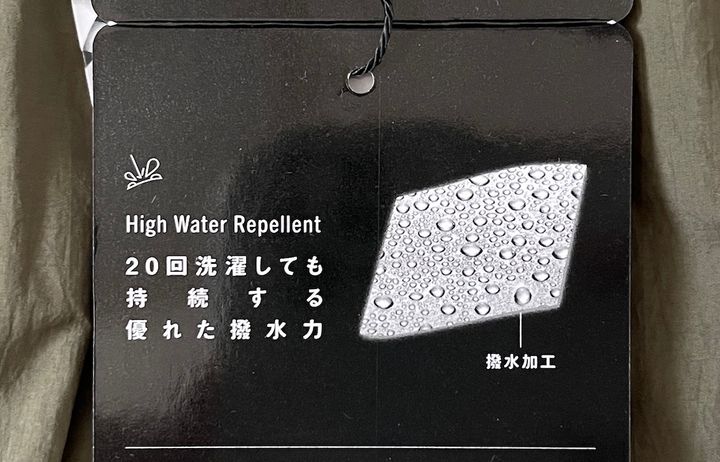 High Water Repellent
20回洗濯しても
持続する
優れた撥水力
撥水加工